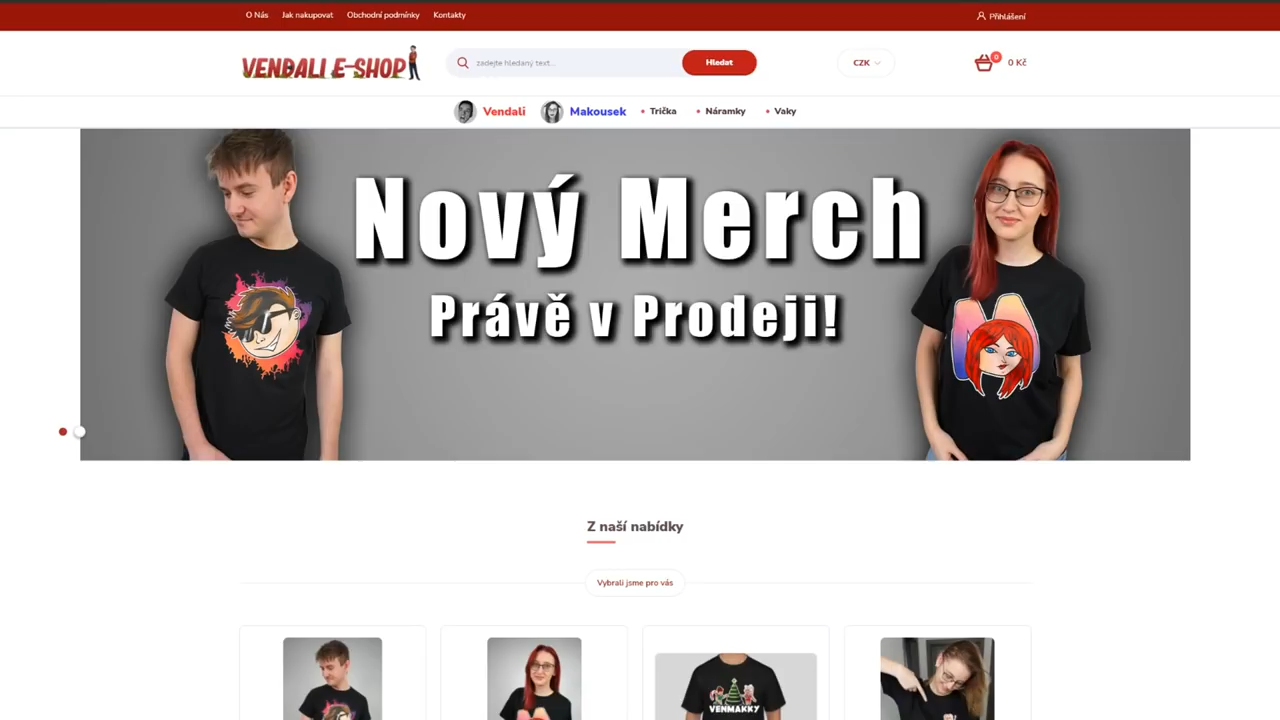 O Nás Jak nakupovat Obchodní podmínky Kontakty Přihlášení
VENDALI E-SHOP zadejte hledaný text... Hledat CZK 0 0 Kč
Vendali Makousek Trička Náramky Vaky
Nový Merch
Právě v Prodeji!
Z naší nabídky
Vybrali jsme pro vás
VENMAKKY